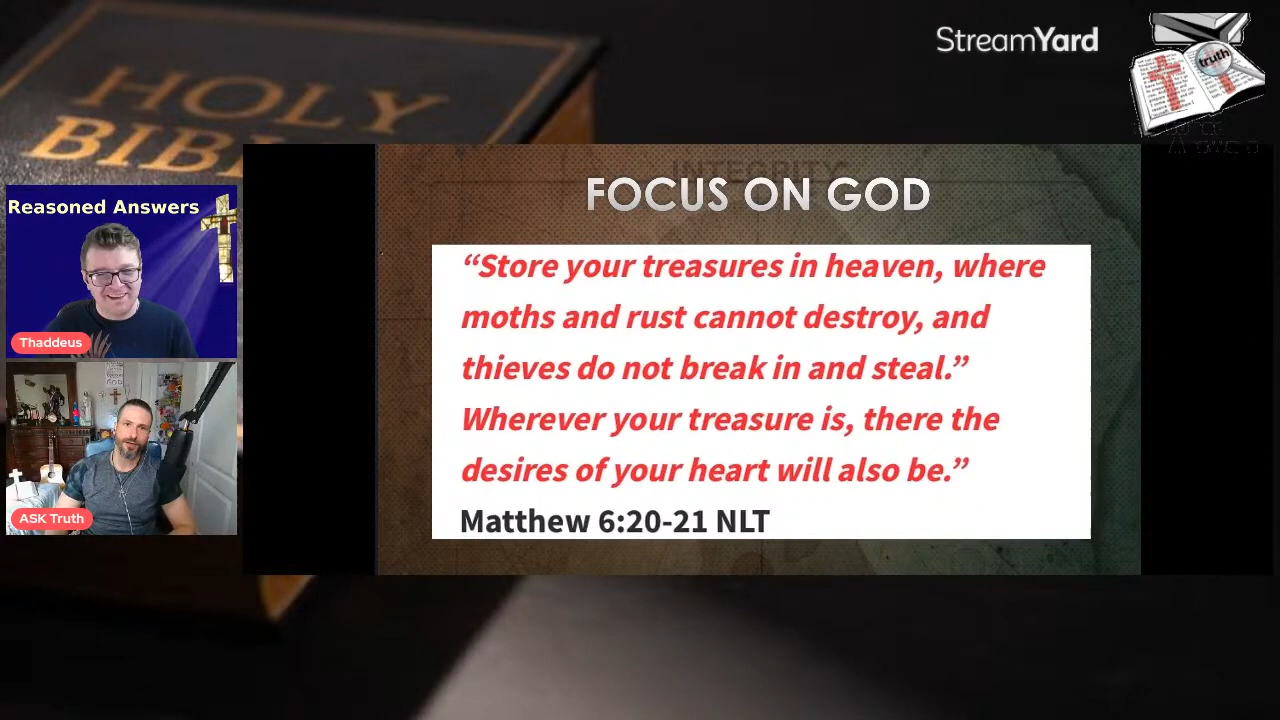 HOLY
StreamYard
truth
INTEGRITY
FOCUS ON GOD
Reasoned Answers
Thaddeus
ASK Truth
“Store your treasures in heaven, where
moths and rust cannot destroy, and
thieves do not break in and steal.”
Wherever your treasure is, there the
desires of your heart will also be.”
Matthew 6:20-21 NLT